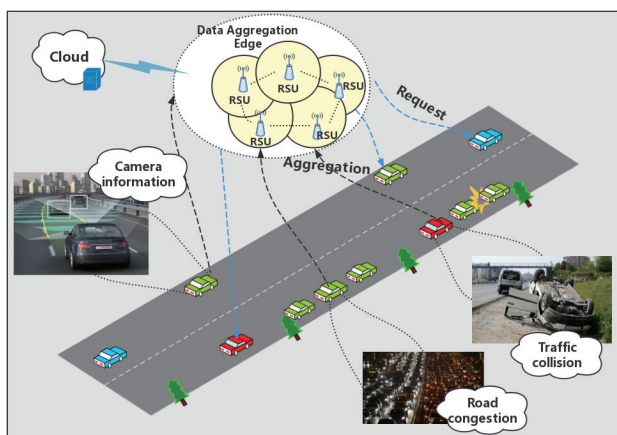 Data Aggregation
Edge
Cloud
RSU
RSU
RSU
RSU
RSU
Request
Aggregation
Camera
information
Traffic
collision
Road
congestion